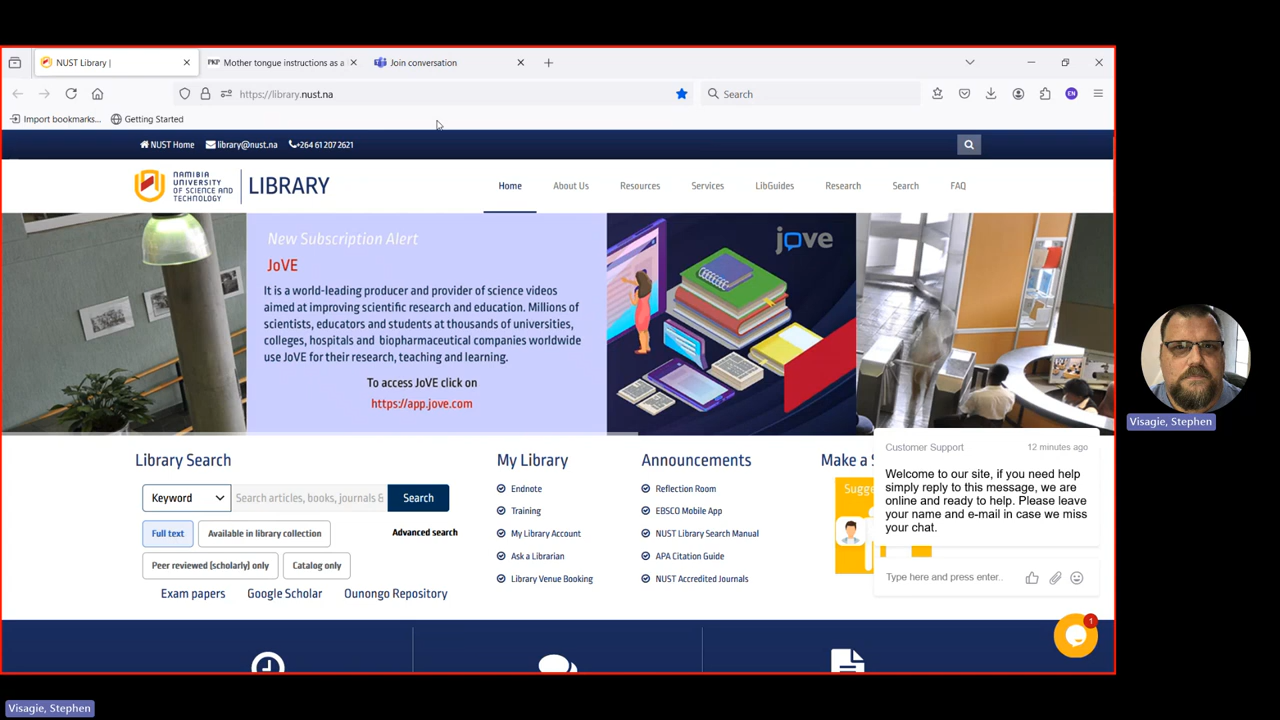 NUST Library |
PKP Mother tongue instructions as a
Join conversation
https://library.nust.na
Search
EN
Import bookmarks...
Getting Started
NUST Home
library@nust.na
+264 61 207 2621
NAMIBIA
UNIVERSITY
OF SCIENCE AND
TECHNOLOGY
LIBRARY
Home
About Us
Resources
Services
LibGuides
Research
Search
FAQ
New Subscription Alert
JoVE
It is a world-leading producer and provider of science videos
aimed at improving scientific research and education. Millions of
scientists, educators and students at thousands of universities,
colleges, hospitals and biopharmaceutical companies worldwide
use JoVE for their research, teaching and learning.
To access JoVE click on
https://app.jove.com
jove
Library Search
Keyword
Search articles, books, journals &
Search
Full text
Available in library collection
Advanced search
Peer reviewed (scholarly) only
Catalog only
Exam papers
Google Scholar
Ounongo Repository
My Library
Endnote
Training
My Library Account
Ask a Librarian
Library Venue Booking
Announcements
Reflection Room
EBSCO Mobile App
NUST Library Search Manual
APA Citation Guide
NUST Accredited Journals
Make a S
Sugge
Customer Support
12 minutes ago
Welcome to our site, if you need help
simply reply to this message, we are
online and ready to help. Please leave
your name and e-mail in case we miss
your chat.
Type here and press enter..
1
Visagie, Stephen
Visagie, Stephen